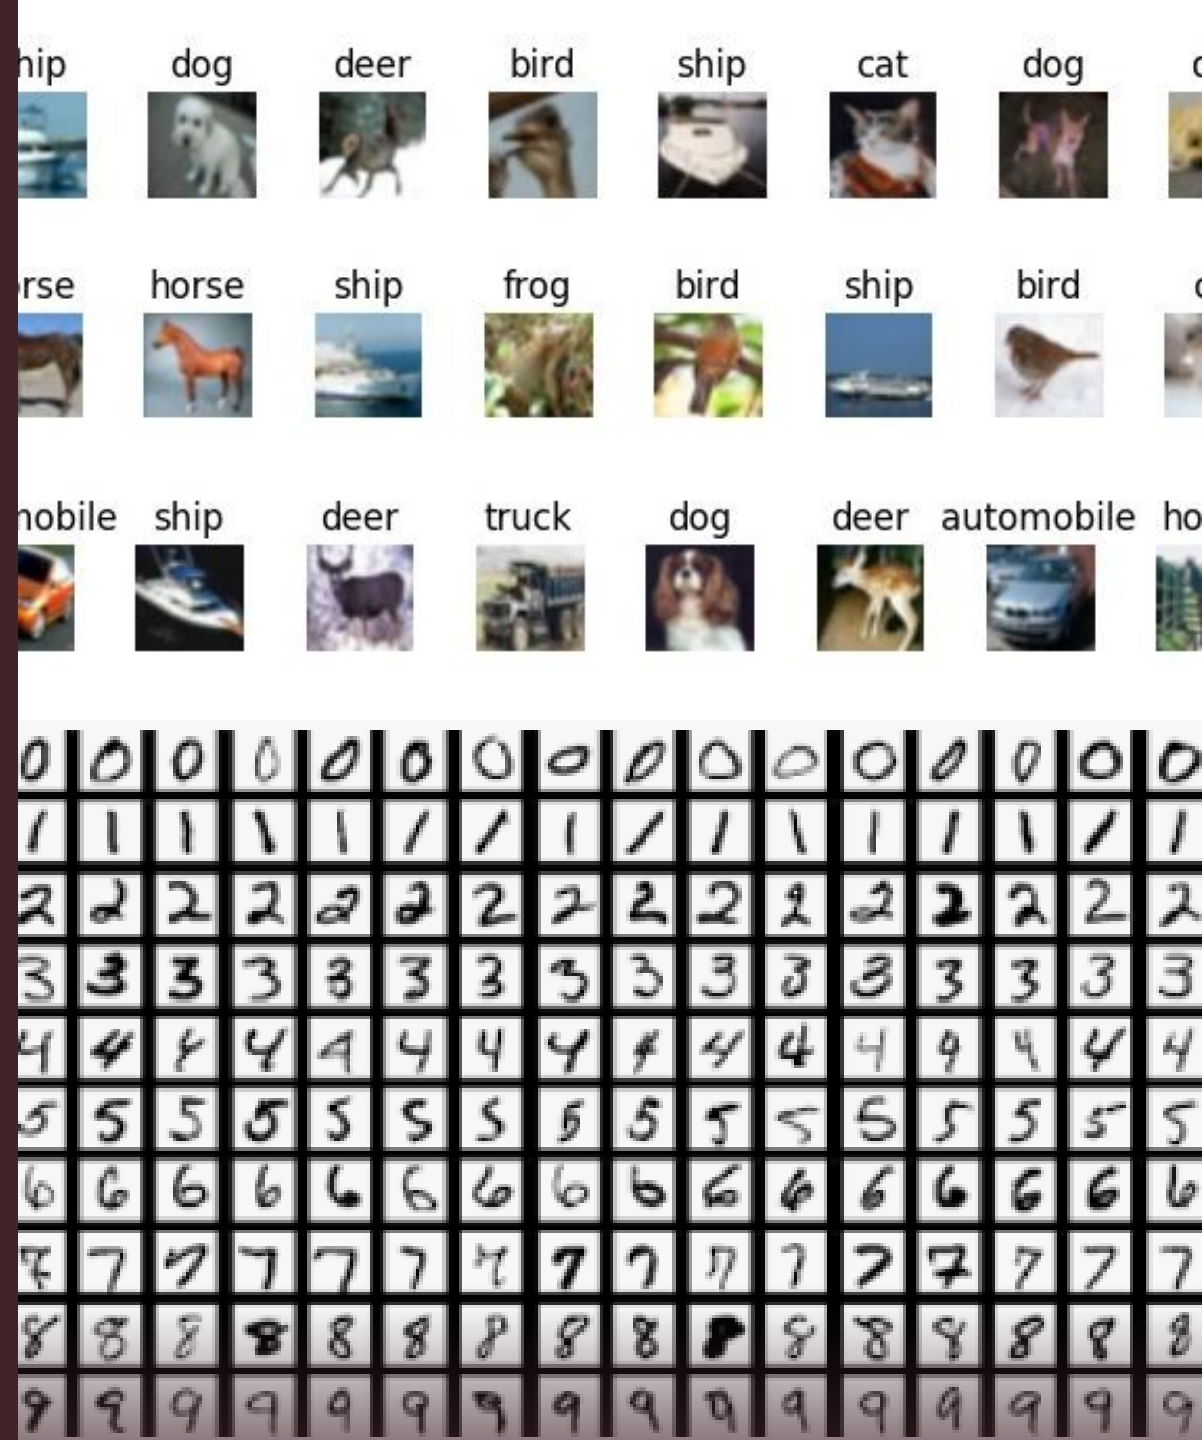 hip dog deer bird ship cat dog
rse horse ship frog bird ship bird
mobile ship deer truck dog deer automobile ho
0 0 0 0 0 0 0 0 0 0 0 0 0 0 0 0
1 1 1 1 1 1 1 1 1 1 1 1 1 1 1 1
2 2 2 2 2 2 2 2 2 2 2 2 2 2 2 2
3 3 3 3 3 3 3 3 3 3 3 3 3 3 3 3
4 4 4 4 4 4 4 4 4 4 4 4 4 4 4 4
5 5 5 5 5 5 5 5 5 5 5 5 5 5 5 5
6 6 6 6 6 6 6 6 6 6 6 6 6 6 6 6
7 7 7 7 7 7 7 7 7 7 7 7 7 7 7 7
8 8 8 8 8 8 8 8 8 8 8 8 8 8 8 8
9 9 9 9 9 9 9 9 9 9 9 9 9 9 9 9